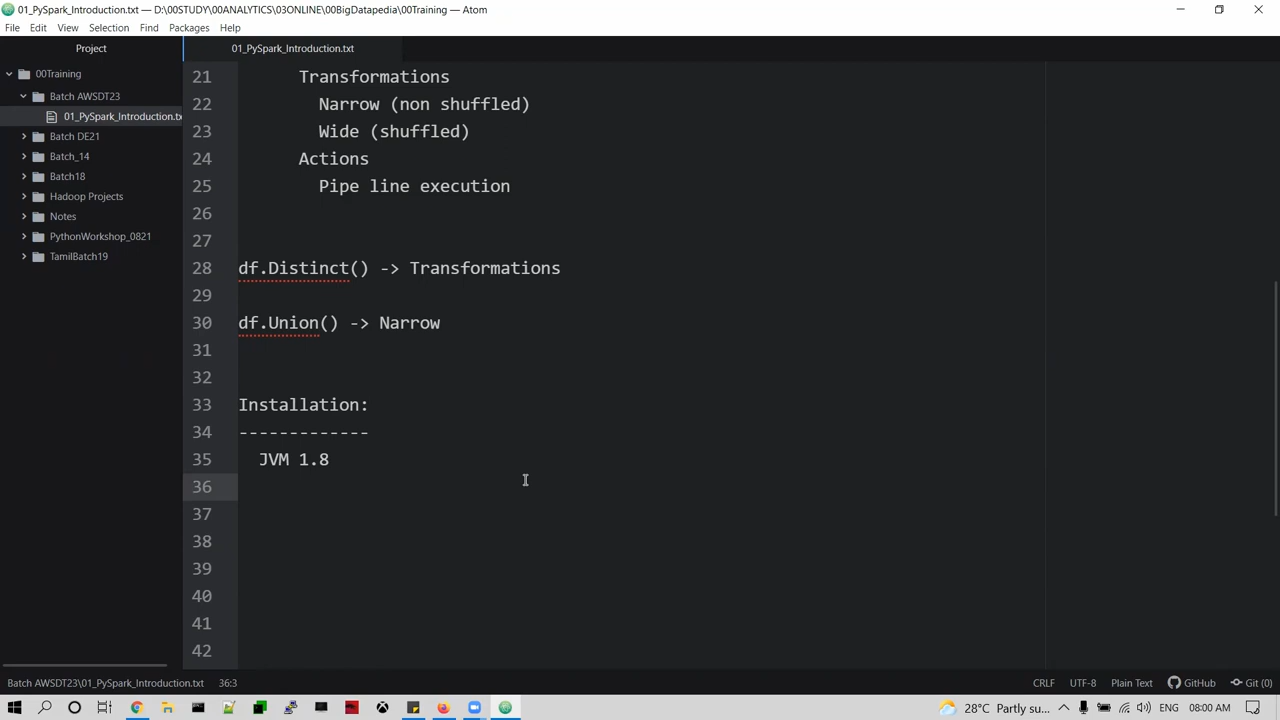 01_PySpark_Introduction.txt — D:\00STUDY\00ANALYTICS\03ONLINE\00BigDatapedia\00Training — Atom
File Edit View Selection Find Packages Help
Project
01_PySpark_Introduction.txt
00Training
Batch AWSDT23
01_PySpark_Introduction.tx
Batch DE21
Batch_14
Batch18
Hadoop Projects
Notes
PythonWorkshop_0821
TamilBatch19
21 Transformations
22 Narrow (non shuffled)
23 Wide (shuffled)
24 Actions
25 Pipe line execution
26
27
28 df.Distinct() -> Transformations
29
30 df.Union() -> Narrow
31
32
33 Installation:
34 -------------
35 JVM 1.8
36
37
38
39
40
41
42
Batch AWSDT23\01_PySpark_Introduction.txt 36:3 CRLF UTF-8 Plain Text GitHub Git (0)
28°C Partly su... ENG 08:00 AM